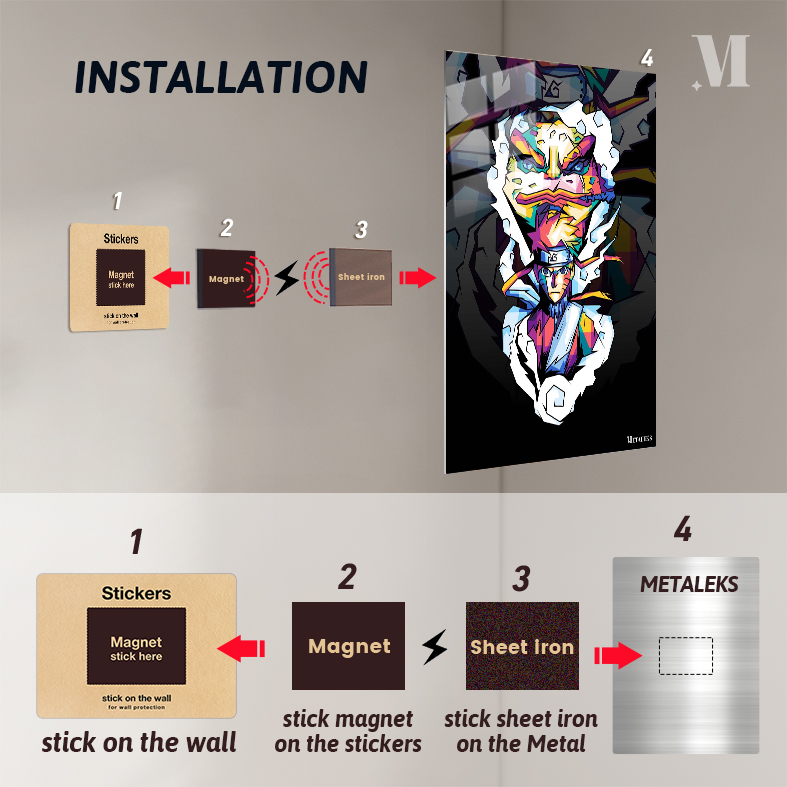 INSTALLATION
M
1
2
3
4
Stickers
Magnet
stick here
stick on the wall
for wall protection
Magnet
Sheet iron
METALEKS
1
2
3
4
Stickers
Magnet
stick here
stick on the wall
for wall protection
Magnet
Sheet iron
METALEKS
stick on the wall
stick magnet
on the stickers
stick sheet iron
on the Metal